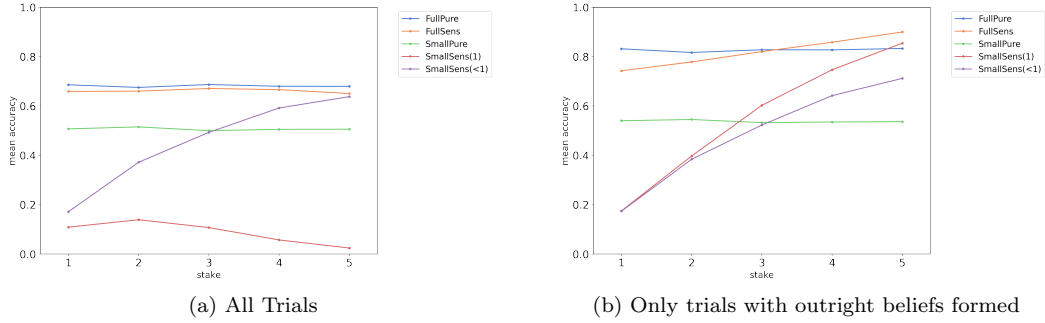 1.0
0.8
0.6
0.4
0.2
0.0
mean accuracy
1 2 3 4 5
stake
FullPure
FullSens
SmallPure
SmallSens(1)
SmallSens(<1)
(a) All Trials
1.0
0.8
0.6
0.4
0.2
0.0
mean accuracy
1 2 3 4 5
stake
FullPure
FullSens
SmallPure
SmallSens(1)
SmallSens(<1)
(b) Only trials with outright beliefs formed